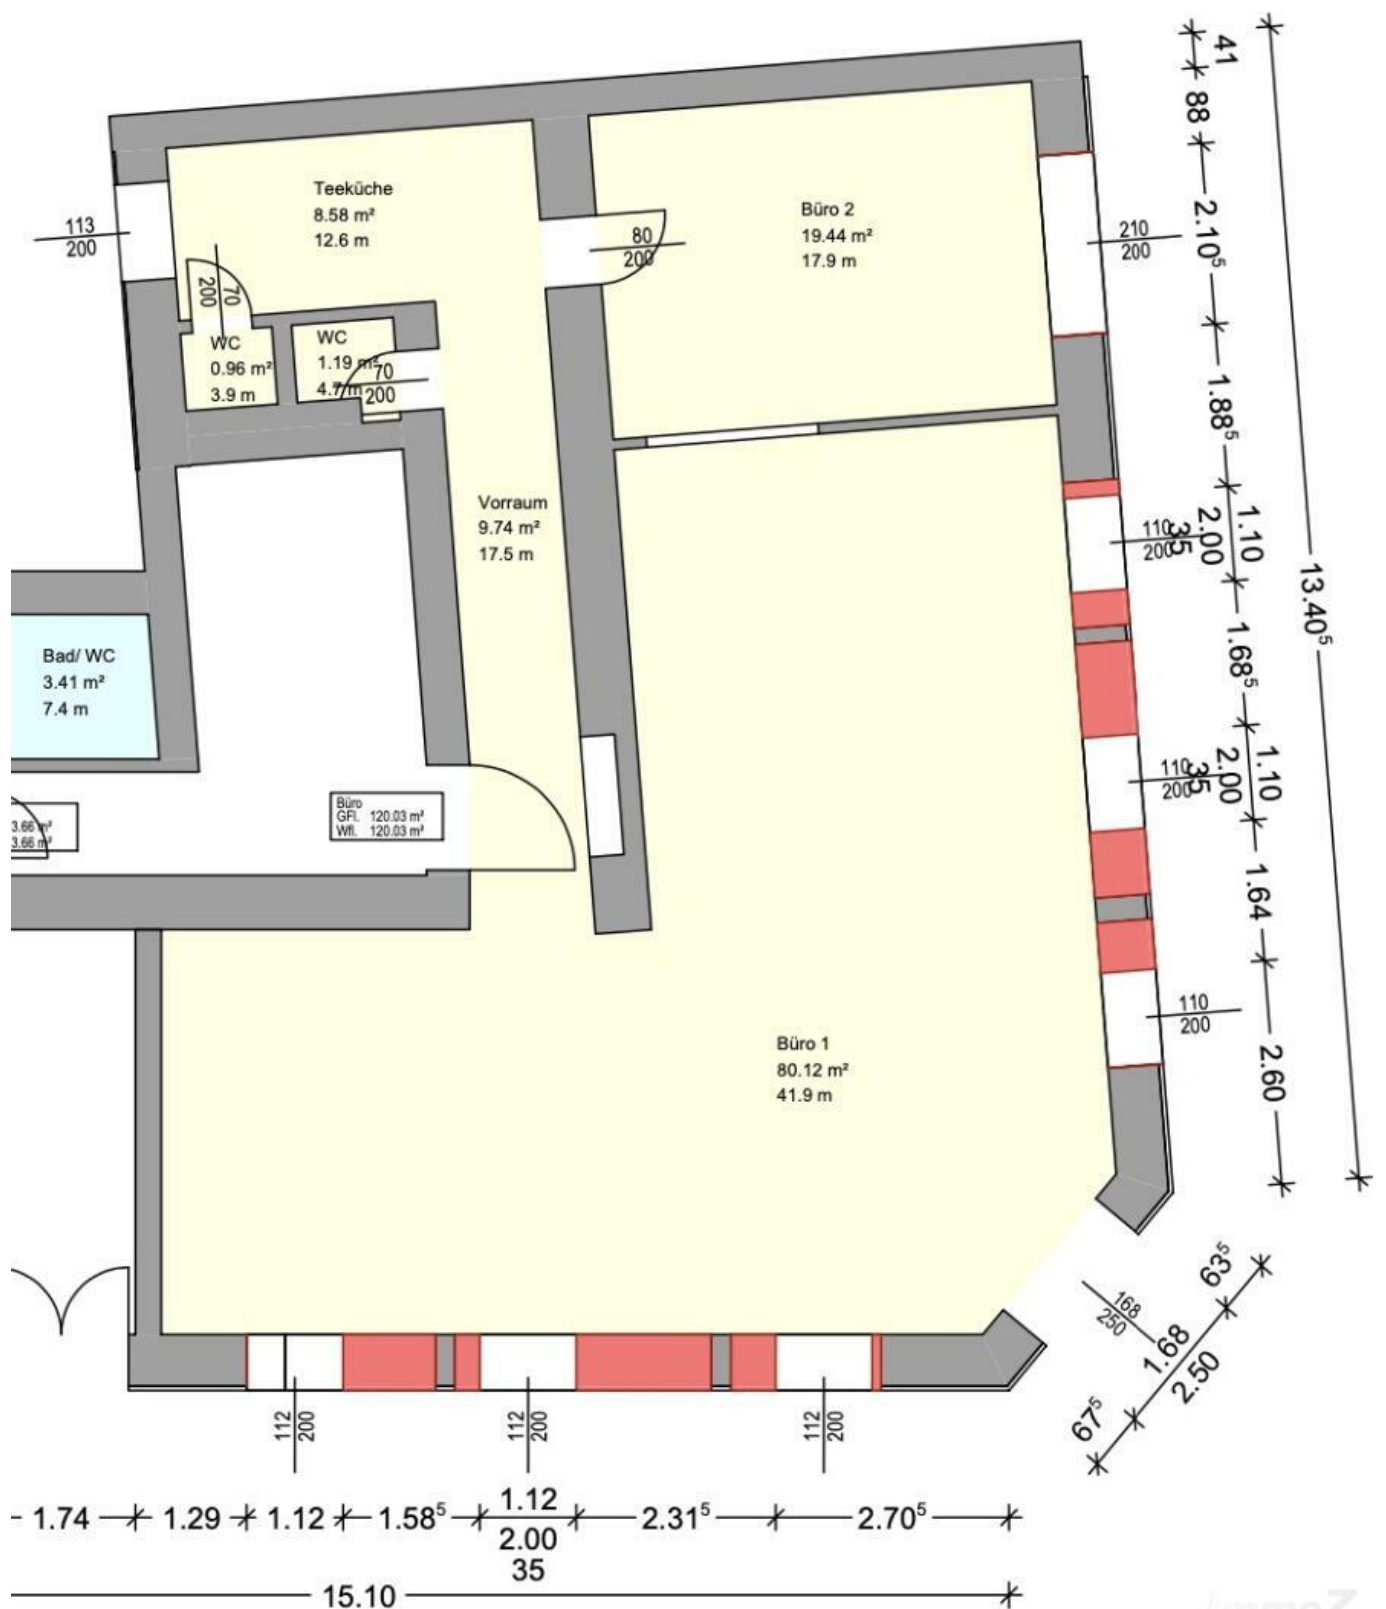 41
88
2.10⁵
1.88⁵
1.10
2.00
35
1.68⁵
1.10
2.00
35
1.64
2.60
13.40⁵
Teeküche
8.58 m²
12.6 m
Büro 2
19.44 m²
17.9 m
113
200
80
200
210
200
70
200
WC
0.96 m²
3.9 m
WC
1.19 m²
4.7 m
70
200
Vorraum
9.74 m²
17.5 m
110
200
Bad/ WC
3.41 m²
7.4 m
110
200
Büro
GFl. 120.03 m²
Wfl. 120.03 m²
3.66 m²
3.66 m²
110
200
Büro 1
80.12 m²
41.9 m
168
250
63⁵
1.68
2.50
67⁵
112
200
112
200
112
200
1.74
1.29
1.12
1.58⁵
1.12
2.00
35
2.31⁵
2.70⁵
15.10